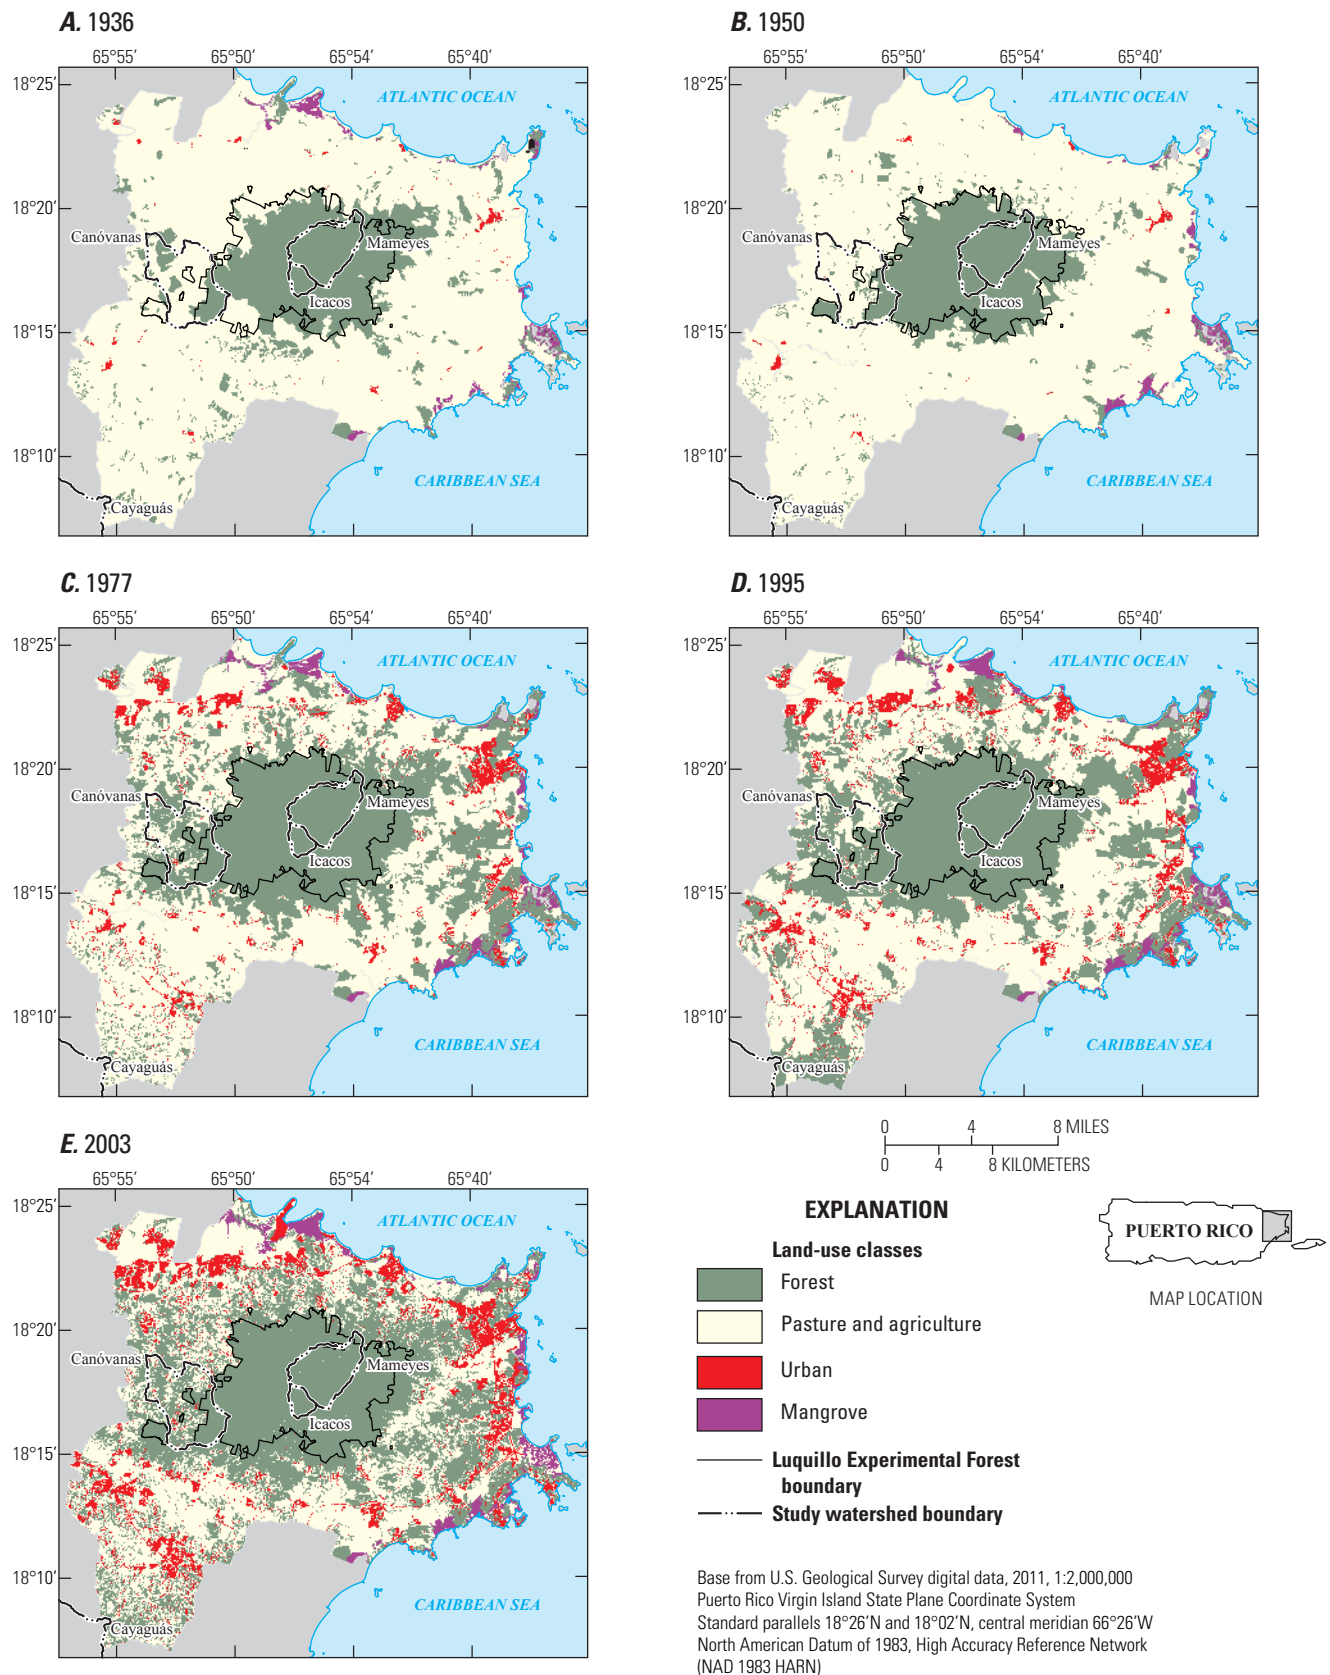 A. 1936
65°55′ 65°50′ 65°54′ 65°40′
18°25′
18°20′
18°15′
18°10′
ATLANTIC OCEAN
Canóvanas
Mameyes
Icacos
Cayaguás
CARIBBEAN SEA
B. 1950
65°55′ 65°50′ 65°54′ 65°40′
18°25′
18°20′
18°15′
18°10′
ATLANTIC OCEAN
Canóvanas
Mameyes
Icacos
Cayaguás
CARIBBEAN SEA
C. 1977
65°55′ 65°50′ 65°54′ 65°40′
18°25′
18°20′
18°15′
18°10′
ATLANTIC OCEAN
Canóvanas
Mameyes
Icacos
Cayaguás
CARIBBEAN SEA
D. 1995
65°55′ 65°50′ 65°54′ 65°40′
18°25′
18°20′
18°15′
18°10′
ATLANTIC OCEAN
Canóvanas
Mameyes
Icacos
Cayaguás
CARIBBEAN SEA
E. 2003
65°55′ 65°50′ 65°54′ 65°40′
18°25′
18°20′
18°15′
18°10′
ATLANTIC OCEAN
Canóvanas
Mameyes
Icacos
Cayaguás
CARIBBEAN SEA
0 4 8 MILES
0 4 8 KILOMETERS
EXPLANATION
Land-use classes
Forest
Pasture and agriculture
Urban
Mangrove
Luquillo Experimental Forest
boundary
Study watershed boundary
PUERTO RICO
MAP LOCATION
Base from U.S. Geological Survey digital data, 2011, 1:2,000,000
Puerto Rico Virgin Island State Plane Coordinate System
Standard parallels 18°26′N and 18°02′N, central meridian 66°26′W
North American Datum of 1983, High Accuracy Reference Network
(NAD 1983 HARN)